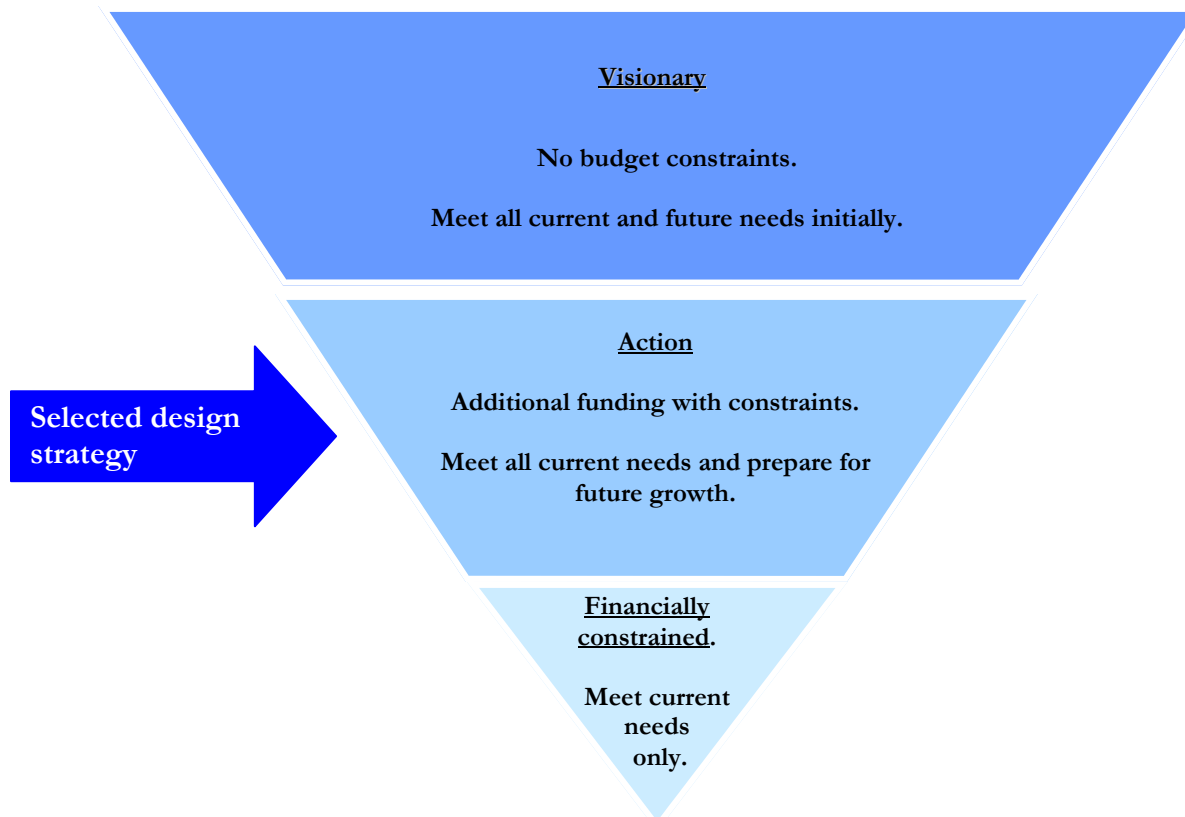 Visionary
No budget constraints.
Meet all current and future needs initially.
Action
Additional funding with constraints.
Meet all current needs and prepare for
future growth.
Selected design
strategy
Financially
constrained.
Meet current
needs
only.